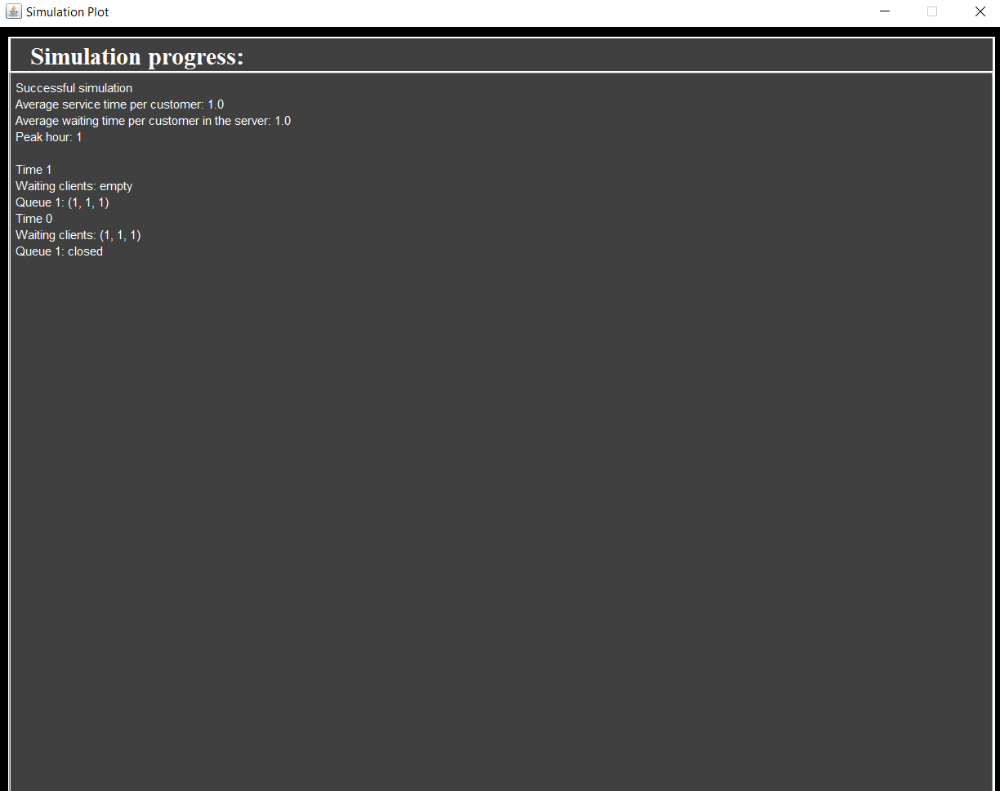 Simulation Plot
Simulation progress:
Successful simulation
Average service time per customer: 1.0
Average waiting time per customer in the server: 1.0
Peak hour: 1
Time 1
Waiting clients: empty
Queue 1: (1, 1, 1)
Time 0
Waiting clients: (1, 1, 1)
Queue 1: closed